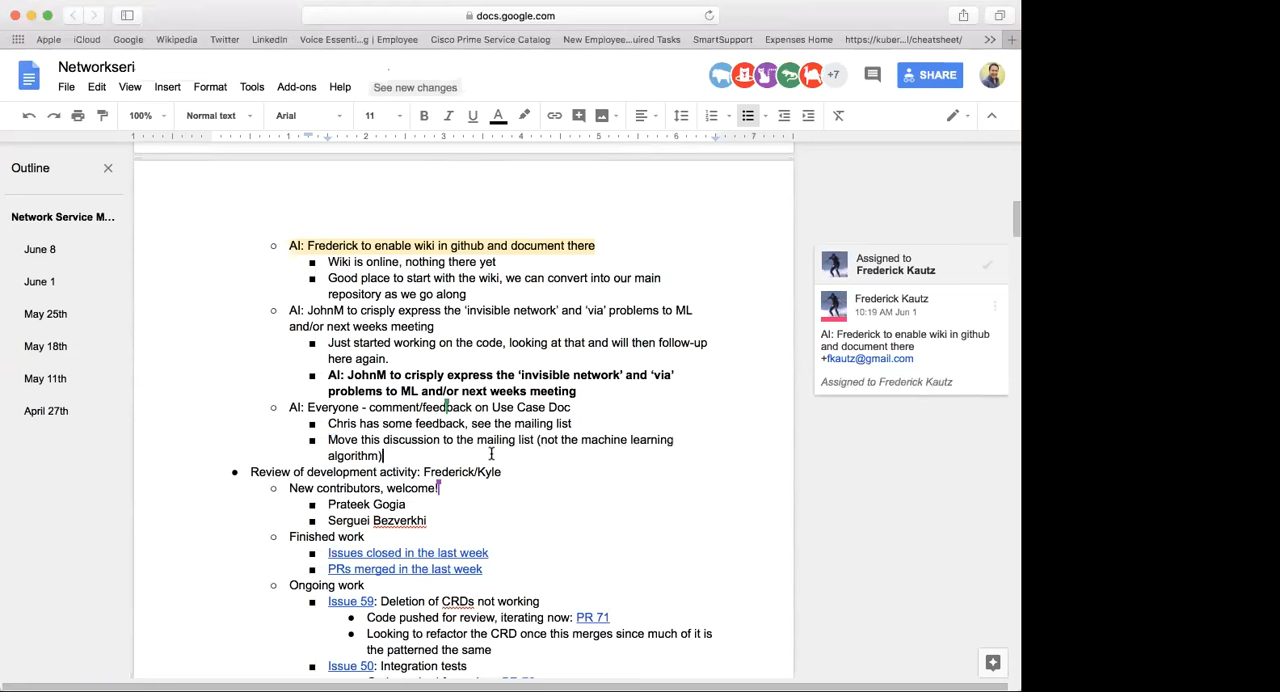 docs.google.com
Apple iCloud Google Wikipedia Twitter LinkedIn Voice Essenti...g | Employee Cisco Prime Service Catalog New Employee...uired Tasks SmartSupport Expenses Home https://kuber...l/cheatsheet/
Networkseri
File Edit View Insert Format Tools Add-ons Help See new changes
+7
SHARE
100% Normal text Arial 11
1 1 2 3 4 5 6 7
Outline
Network Service M...
June 8
June 1
May 25th
May 18th
May 11th
April 27th
AI: Frederick to enable wiki in github and document there
Wiki is online, nothing there yet
Good place to start with the wiki, we can convert into our main
repository as we go along
AI: JohnM to crisply express the ‘invisible network’ and ‘via’ problems to ML
and/or next weeks meeting
Just started working on the code, looking at that and will then follow-up
here again.
AI: JohnM to crisply express the ‘invisible network’ and ‘via’
problems to ML and/or next weeks meeting
AI: Everyone - comment/feedback on Use Case Doc
Chris has some feedback, see the mailing list
Move this discussion to the mailing list (not the machine learning
algorithm)
Review of development activity: Frederick/Kyle
New contributors, welcome!
Prateek Gogia
Serguei Bezverkhi
Finished work
Issues closed in the last week
PRs merged in the last week
Ongoing work
Issue 59: Deletion of CRDs not working
Code pushed for review, iterating now: PR 71
Looking to refactor the CRD once this merges since much of it is
the patterned the same
Issue 50: Integration tests
Assigned to
Frederick Kautz
Frederick Kautz
10:19 AM Jun 1
AI: Frederick to enable wiki in github
and document there
+fkautz@gmail.com
Assigned to Frederick Kautz